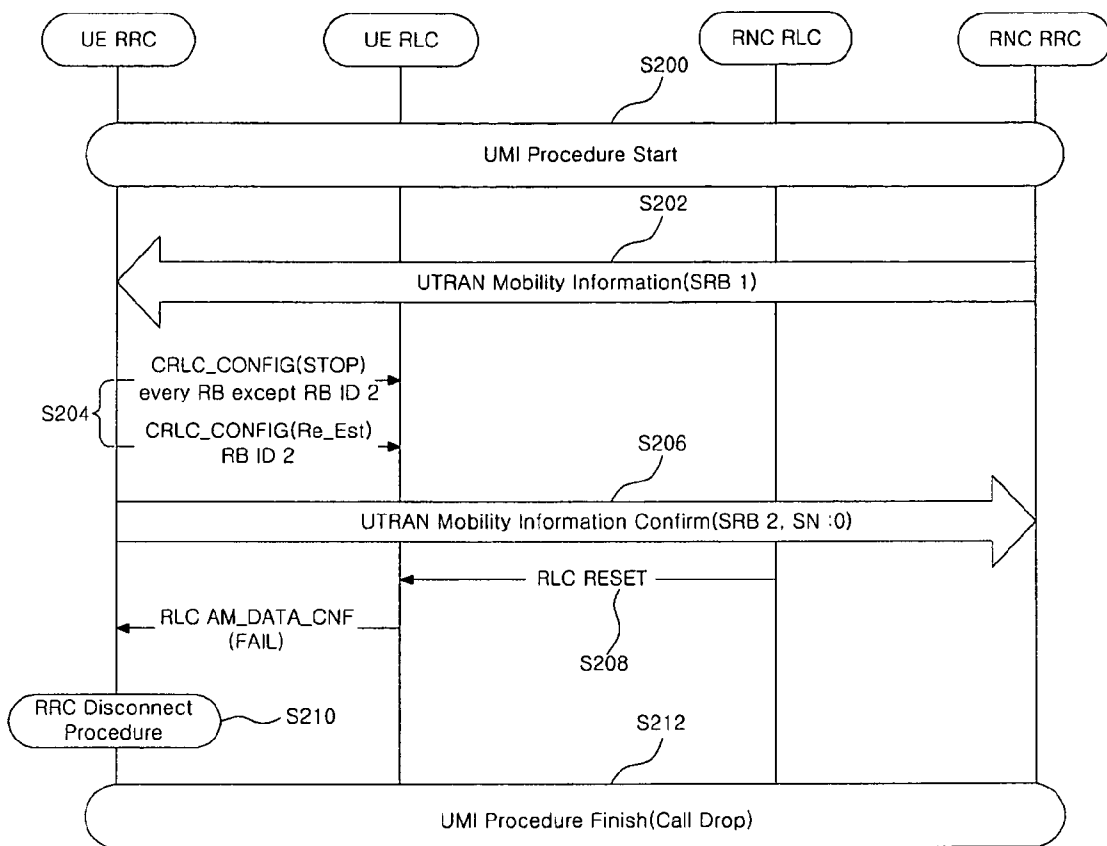 UE RRC
UE RLC
RNC RLC
RNC RRC
S200
UMI Procedure Start
S202
UTRAN Mobility Information(SRB 1)
CRLC_CONFIG(STOP)
every RB except RB ID 2
S204
CRLC_CONFIG(Re_Est)
RB ID 2
S206
UTRAN Mobility Information Confirm(SRB 2, SN :0)
RLC RESET
RLC AM_DATA_CNF
(FAIL)
S208
RRC Disconnect
Procedure
S210
S212
UMI Procedure Finish(Call Drop)